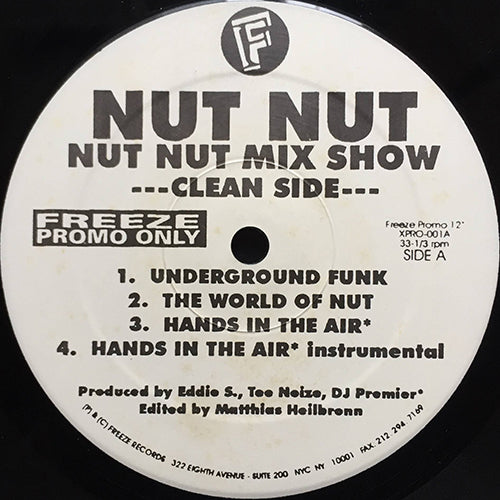 F
NUT NUT
NUT NUT MIX SHOW
---CLEAN SIDE---
FREEZE
PROMO ONLY
Freeze Promo 12"
XPRO-001A
33-1/3 rpm
SIDE A
1. UNDERGROUND FUNK
2. THE WORLD OF NUT
3. HANDS IN THE AIR*
4. HANDS IN THE AIR* instrumental
Produced by Eddie S., Tee Noize, DJ Premier*
Edited by Matthias Heilbronn
(P) & (C) FREEZE RECORDS 322 EIGHTH AVENUE - SUITE 200 NYC NY 10001 FAX. 212 294 7169